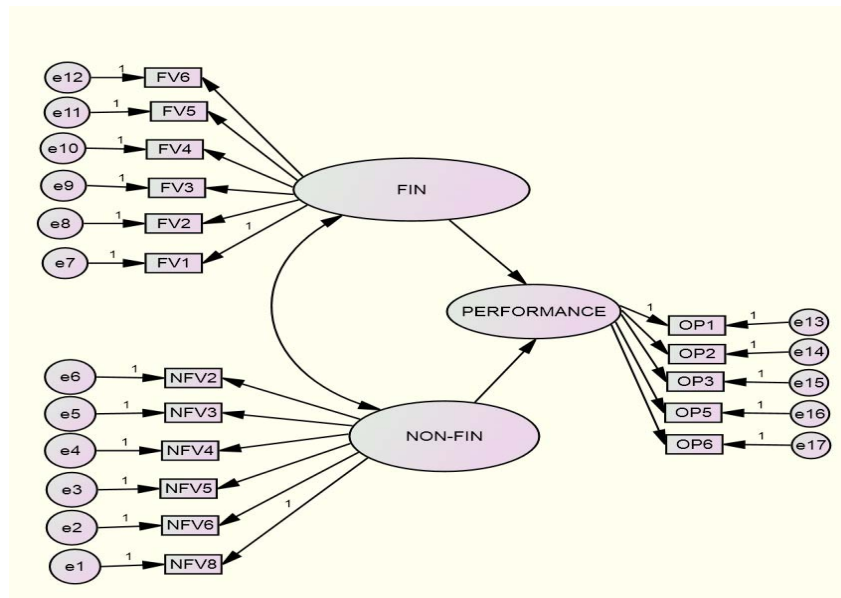 e12 1 FV6
e11 1 FV5
e10 1 FV4
e9 1 FV3
e8 1 FV2
e7 1 FV1
1
FIN
PERFORMANCE
1
OP1 1 e13
OP2 1 e14
OP3 1 e15
OP5 1 e16
OP6 1 e17
e6 1 NFV2
e5 1 NFV3
e4 1 NFV4
e3 1 NFV5
e2 1 NFV6
e1 1 NFV8
1
NON-FIN